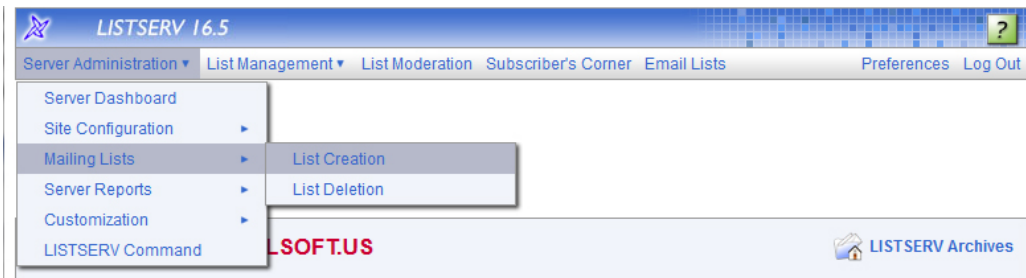 LISTSERV 16.5
?
Server Administration ▾ List Management ▾ List Moderation Subscriber's Corner Email Lists Preferences Log Out
Server Dashboard
Site Configuration ►
Mailing Lists ► List Creation
Server Reports ► List Deletion
Customization ►
LISTSERV Command LSOFT.US LISTSERV Archives